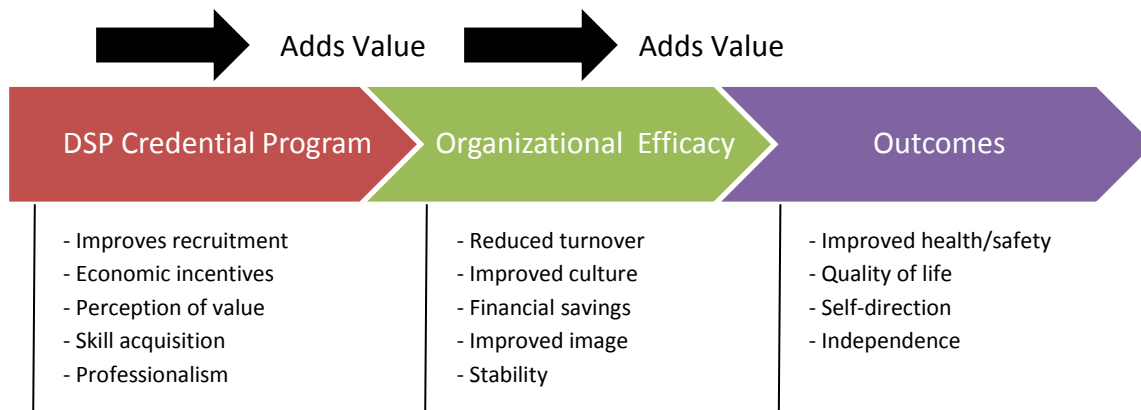 Adds Value
Adds Value
DSP Credential Program
Organizational Efficacy
Outcomes
- Improves recruitment
- Economic incentives
- Perception of value
- Skill acquisition
- Professionalism
- Reduced turnover
- Improved culture
- Financial savings
- Improved image
- Stability
- Improved health/safety
- Quality of life
- Self-direction
- Independence